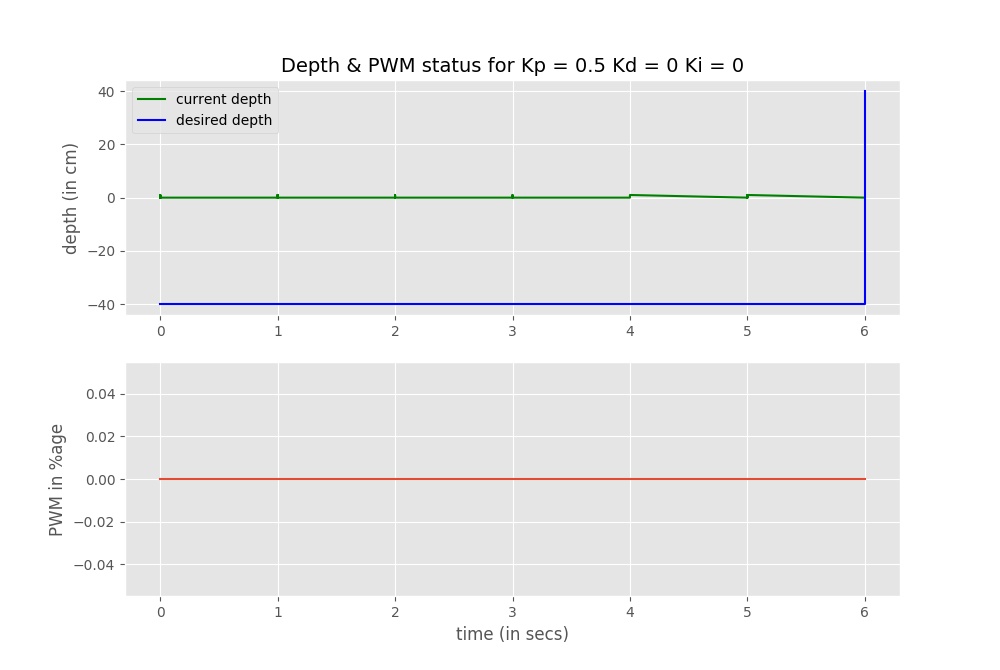 Depth & PWM status for Kp = 0.5 Kd = 0 Ki = 0
current depth
desired depth
depth (in cm)
40
20
0
−20
−40
0 1 2 3 4 5 6
PWM in %age
0.04
0.02
0.00
−0.02
−0.04
0 1 2 3 4 5 6
time (in secs)